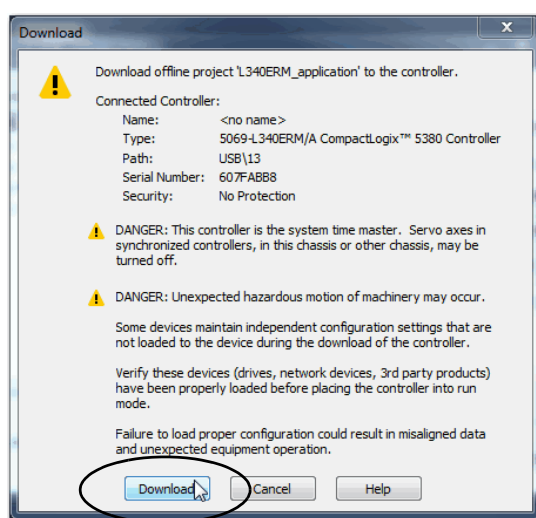 Download
x
Download offline project 'L340ERM_application' to the controller.
Connected Controller:
Name: <no name>
Type: 5069-L340ERM/A CompactLogix™ 5380 Controller
Path: USB\13
Serial Number: 607FABB8
Security: No Protection
DANGER: This controller is the system time master. Servo axes in
synchronized controllers, in this chassis or other chassis, may be
turned off.
DANGER: Unexpected hazardous motion of machinery may occur.
Some devices maintain independent configuration settings that are
not loaded to the device during the download of the controller.
Verify these devices (drives, network devices, 3rd party products)
have been properly loaded before placing the controller into run
mode.
Failure to load proper configuration could result in misaligned data
and unexpected equipment operation.
Download Cancel Help